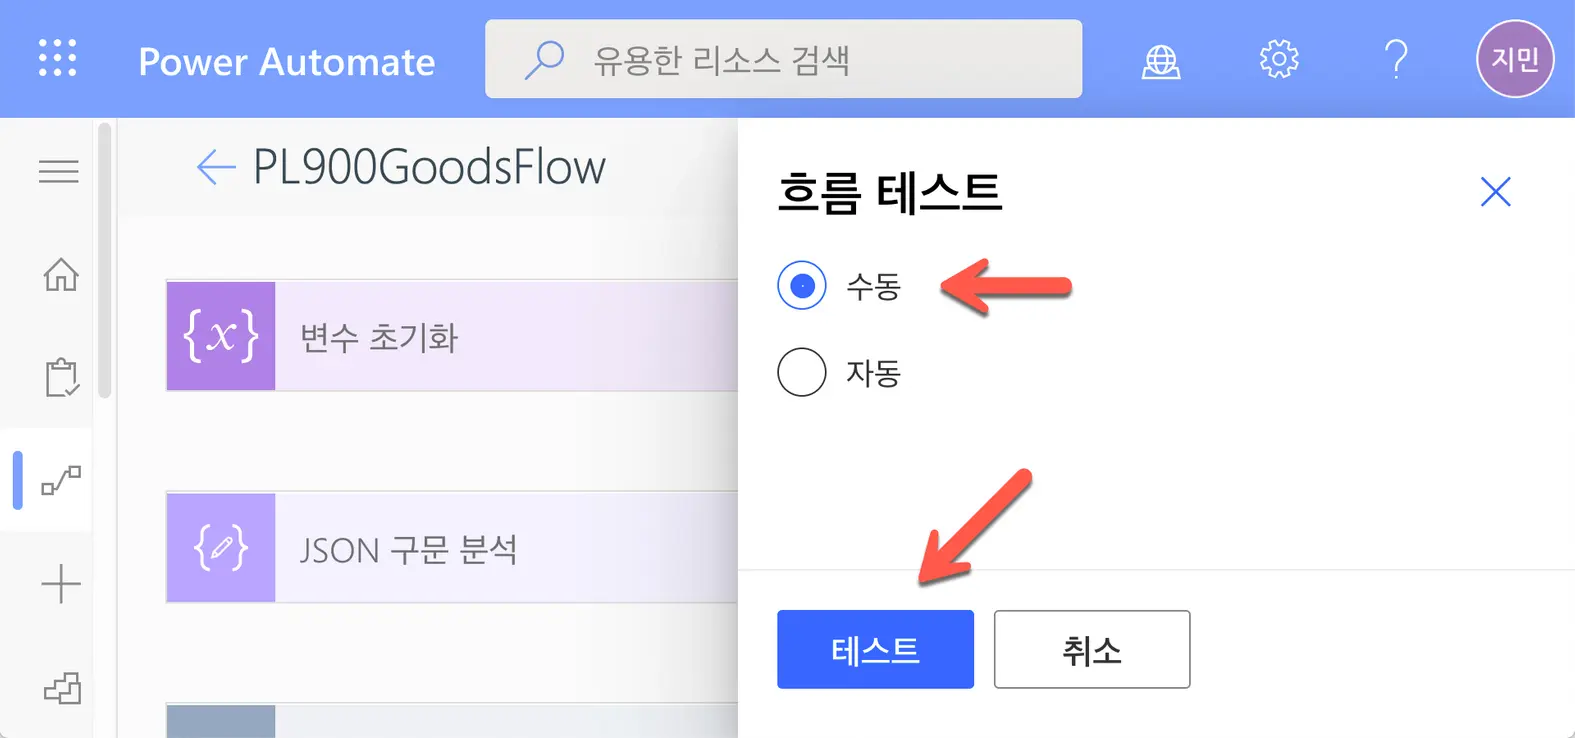 Power Automate
유용한 리소스 검색
지민
PL900GoodsFlow
{x}
변수 초기화
JSON 구문 분석
흐름 테스트
수동
자동
테스트
취소